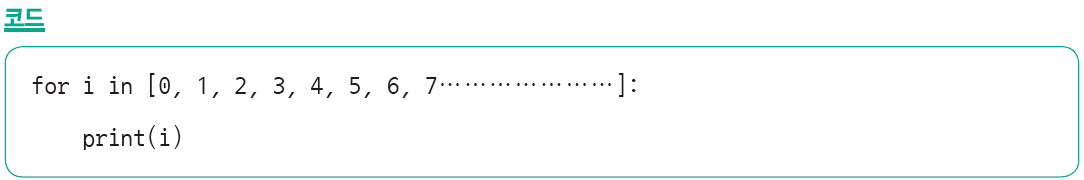 코드
for i in [0, 1, 2, 3, 4, 5, 6, 7…………………]:
print(i)